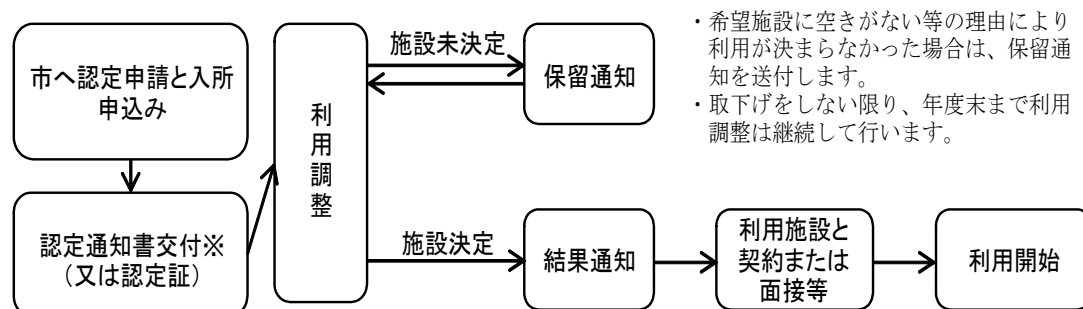 市へ認定申請と入所
申込み
認定通知書交付※
（又は認定証）
利用調整
施設未決定
保留通知
・希望施設に空きがない等の理由により
利用が決まらなかった場合は、保留通
知を送付します。
・取下げをしない限り、年度末まで利用
調整は継続して行います。
施設決定
結果通知
利用施設と
契約または
面接等
利用開始